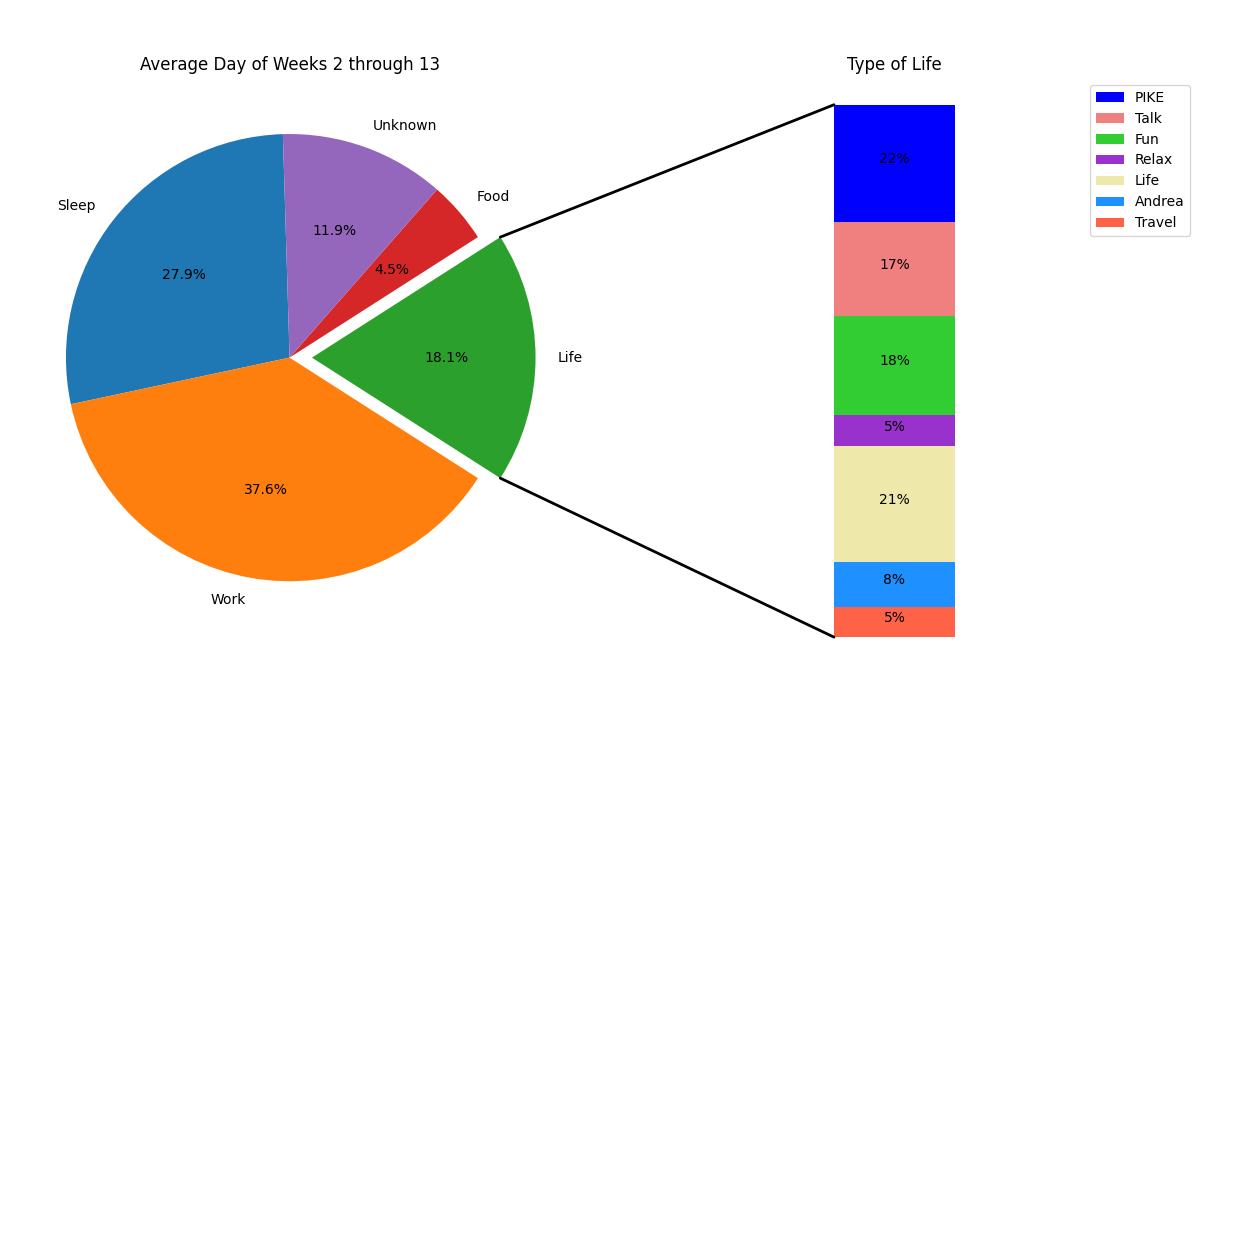 Average Day of Weeks 2 through 13
Unknown
Food
Sleep
11.9%
4.5%
27.9%
18.1%
Life
37.6%
Work
Type of Life
22%
17%
18%
5%
21%
8%
5%
PIKE
Talk
Fun
Relax
Life
Andrea
Travel